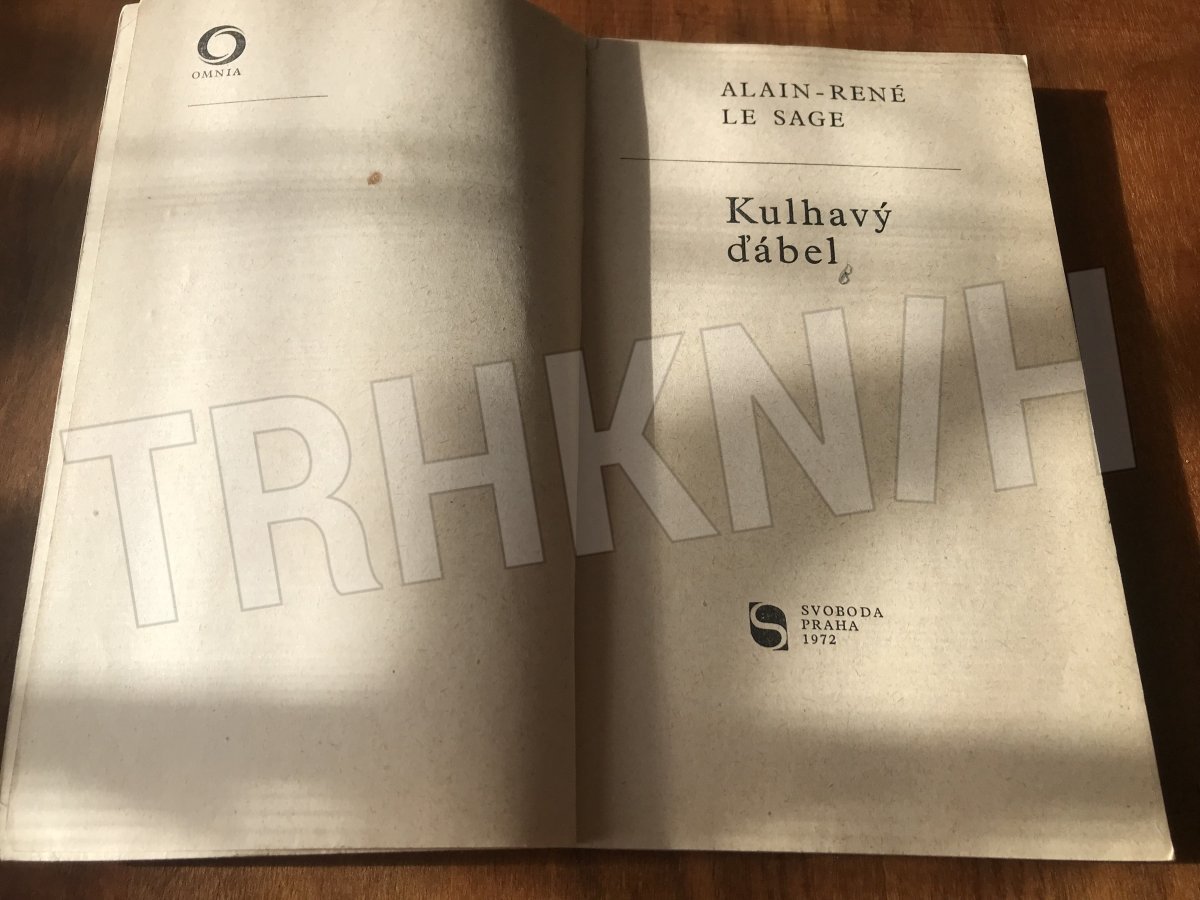 OMNIA
ALAIN-RENÉ
LE SAGE
Kulhavý
ďábel
SVOBODA
PRAHA
1972
TRHKNIH